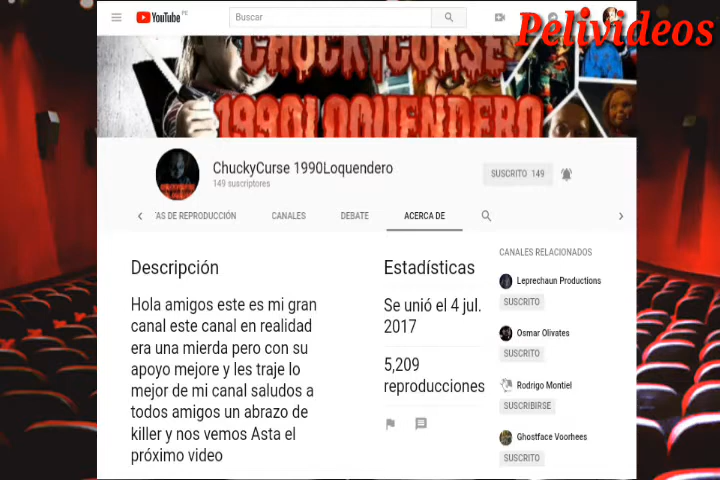 YouTube PE
Buscar
Pelivideos
CHUCKYCURSE
1990LOQUENDERO
ChuckyCurse 1990Loquendero
149 suscriptores
SUSCRITO 149
TAS DE REPRODUCCIÓN CANALES DEBATE ACERCA DE
Descripción
Hola amigos este es mi gran
canal este canal en realidad
era una mierda pero con su
apoyo mejore y les traje lo
mejor de mi canal saludos a
todos amigos un abrazo de
killer y nos vemos Asta el
próximo video
Estadísticas
Se unió el 4 jul.
2017
5,209
reproducciones
CANALES RELACIONADOS
Leprechaun Productions
SUSCRITO
Osmar Olivates
SUSCRITO
Rodrigo Montiel
SUSCRIBIRSE
Ghostface Voorhees
SUSCRITO